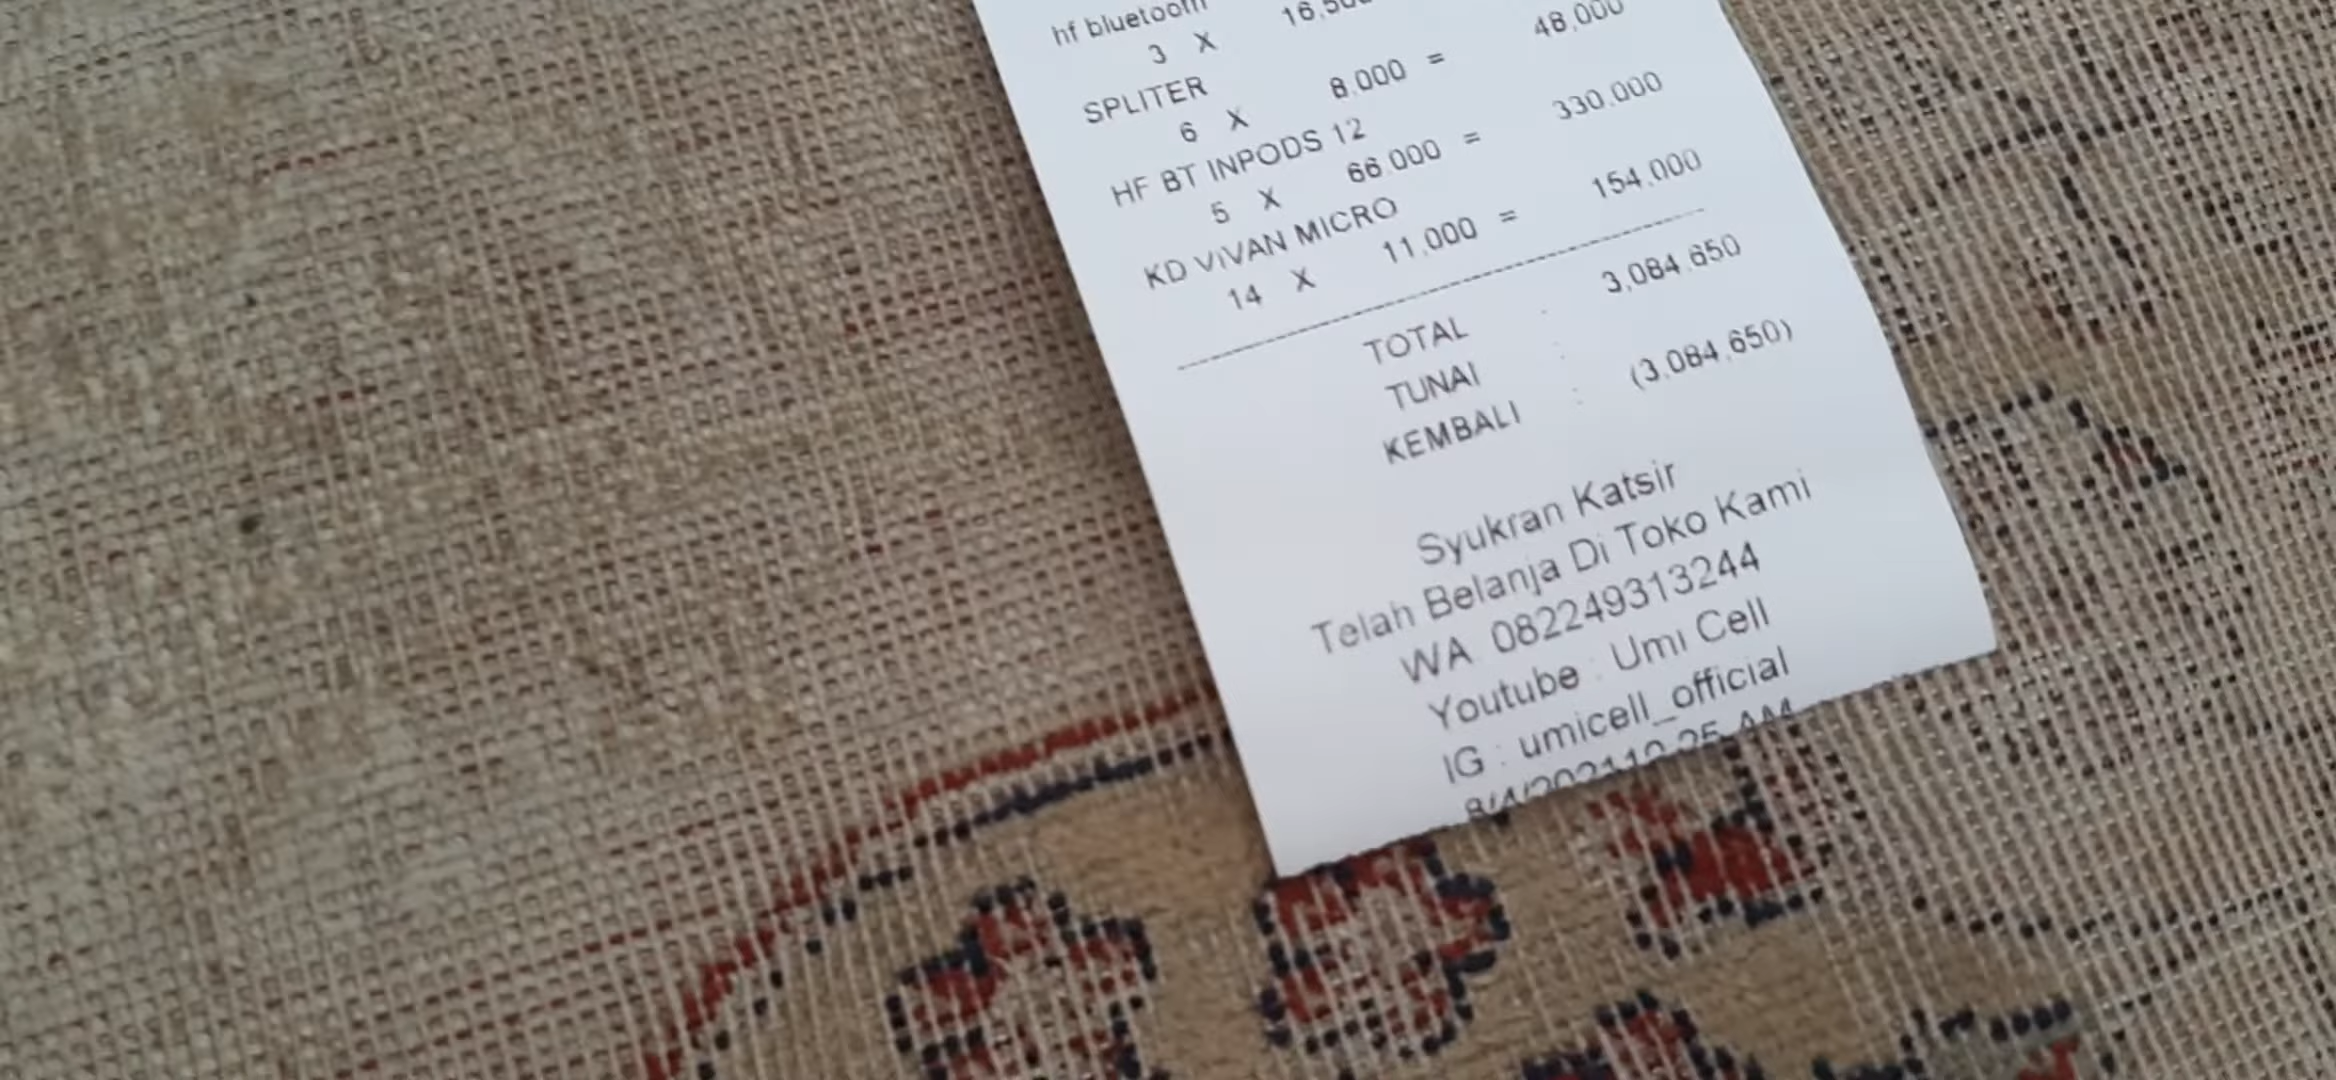 hf bluetooth
3 X 16,500
SPLITER
6 X 8.000 = 48,000
HF BT INPODS 12
5 X 66.000 = 330.000
KD ViVAN MICRO
14 X 11,000 = 154,000
TOTAL : 3,084.650
TUNAI :
KEMBALI : (3.084.650)
Syukran Katsir
Telah Belanja Di Toko Kami
WA 082249313244
Youtube : Umi Cell
IG : umicell_official